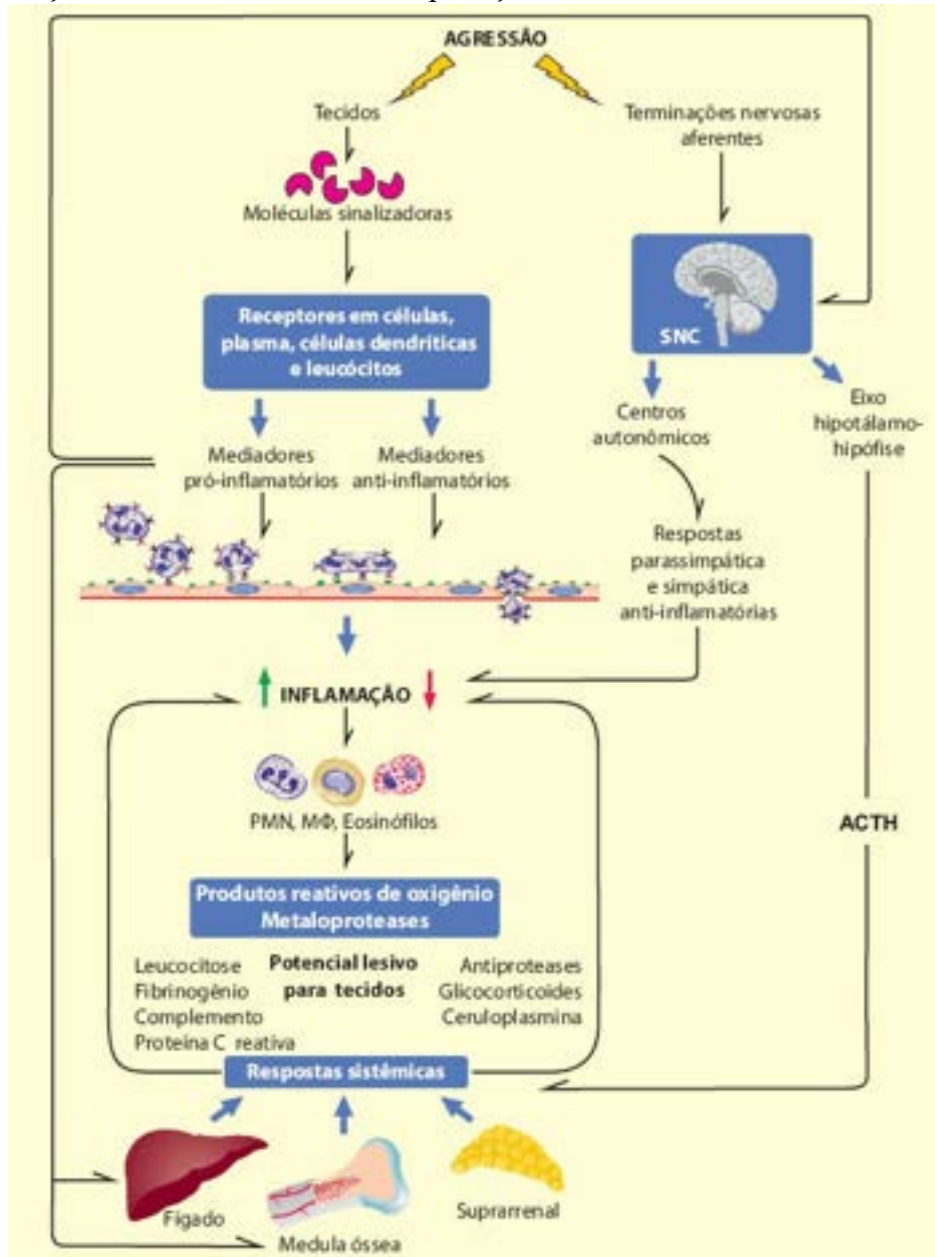 AGRESSÃO
Tecidos
Terminações nervosas
aferentes
Moléculas sinalizadoras
Receptores em células,
plasma, células dendríticas
e leucócitos
SNC
Centros
autonômicos
Eixo
hipotálamo-
hipófise
Mediadores
pró-inflamatórios
Mediadores
anti-inflamatórios
Respostas
parassimpática
e simpática
anti-inflamatórias
INFLAMAÇÃO
PMN, MΦ, Eosinófilos
ACTH
Produtos reativos de oxigênio
Metaloproteases
Leucocitose
Fibrinogênio
Complemento
Proteína C reativa
Potencial lesivo
para tecidos
Antiproteases
Glicocorticoides
Ceruloplasmina
Respostas sistêmicas
Fígado
Medula óssea
Suprarrenal